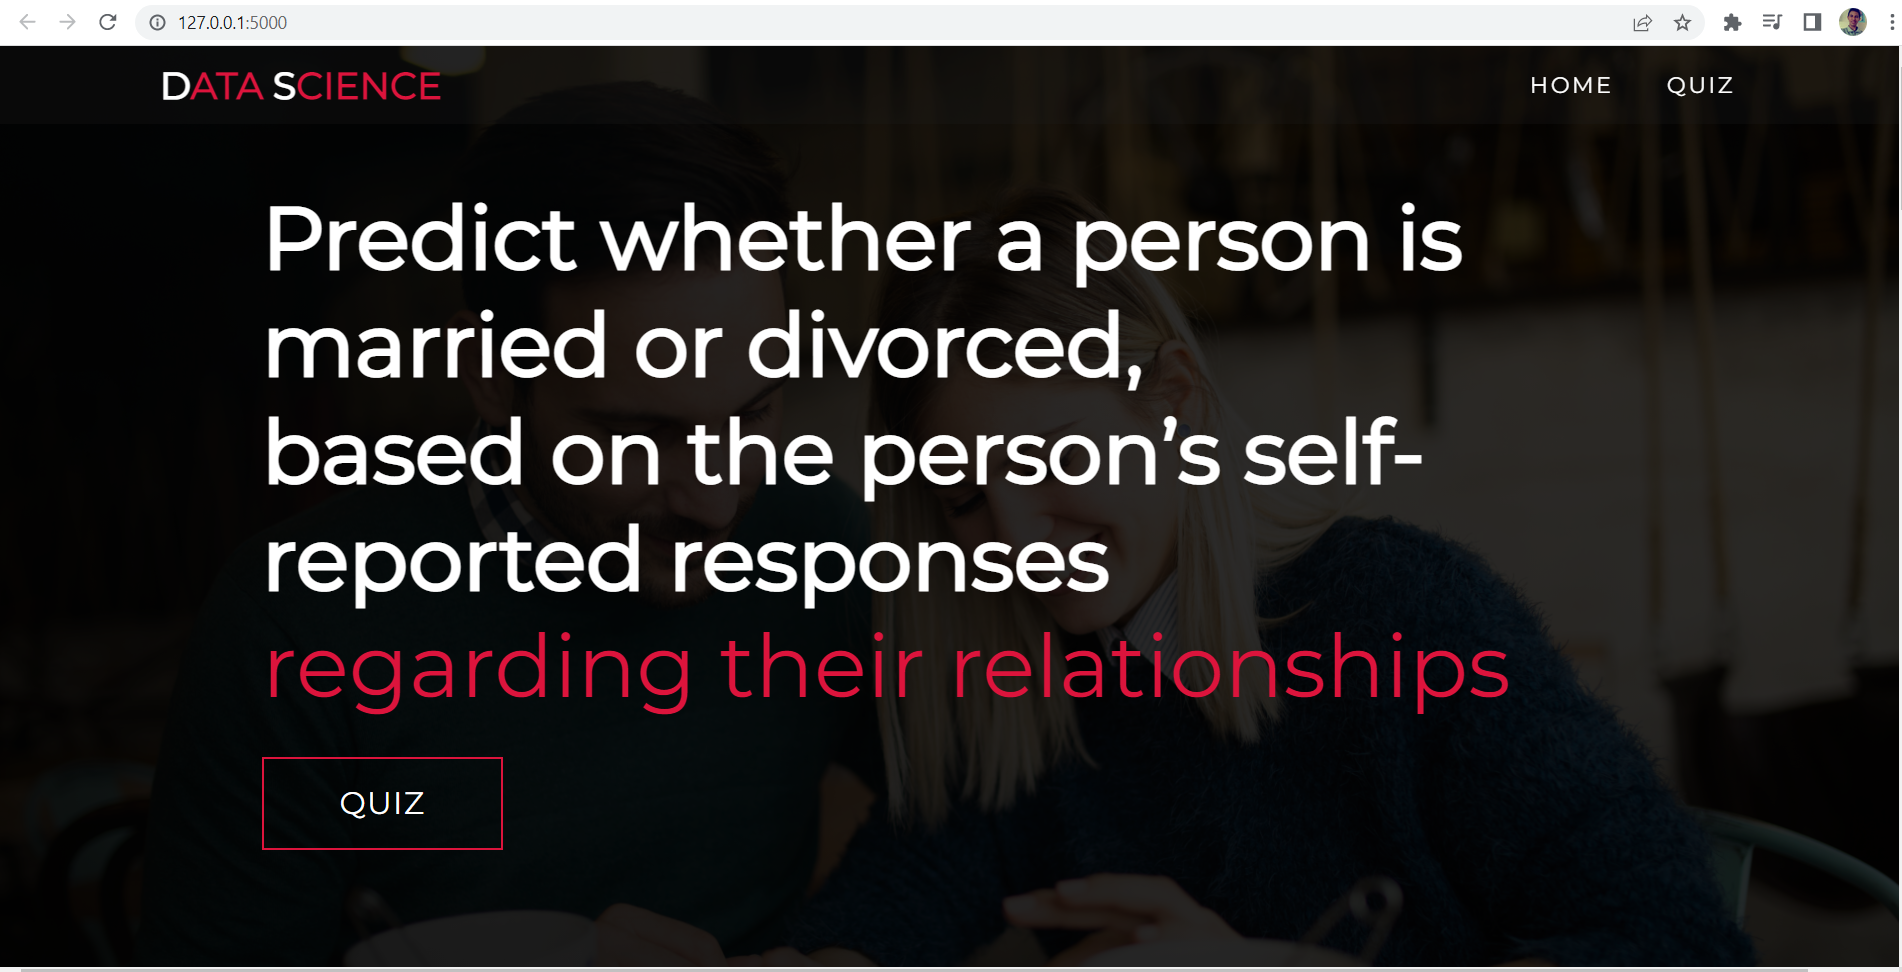 127.0.0.1:5000
DATA SCIENCE
HOME QUIZ
Predict whether a person is
married or divorced,
based on the person’s self-
reported responses
regarding their relationships
QUIZ